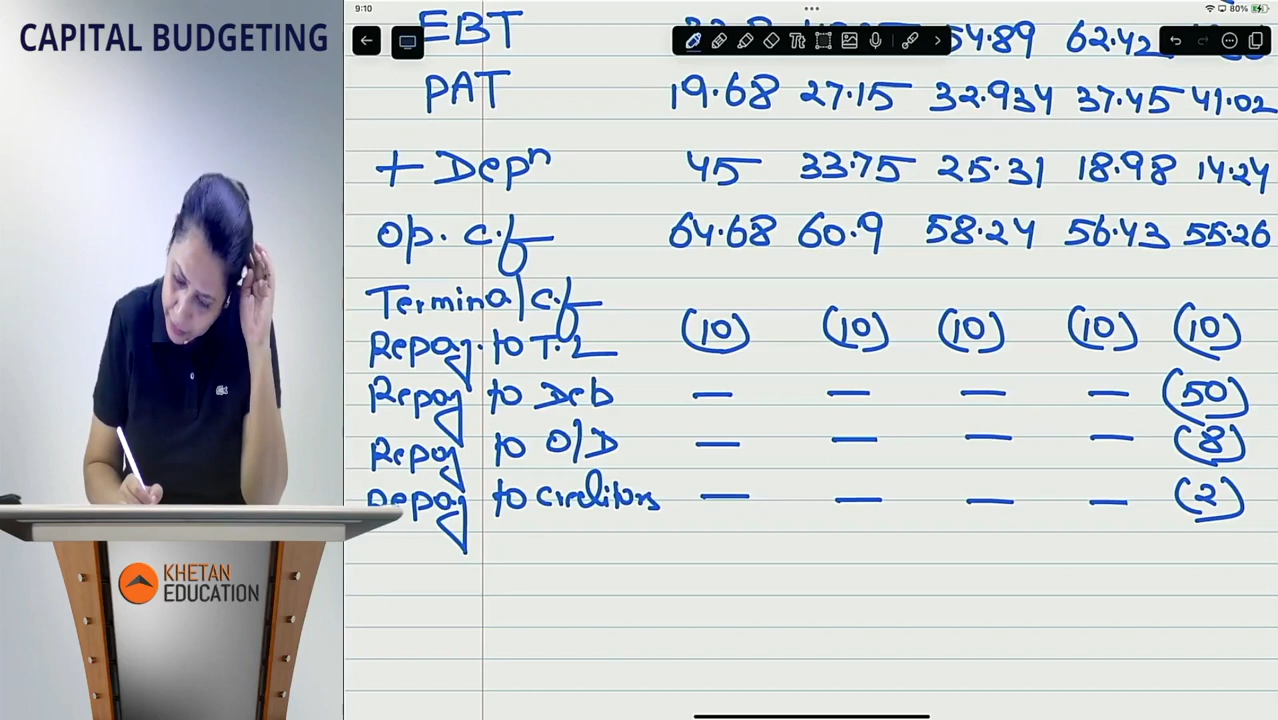 CAPITAL BUDGETING
9:10
80%
EBT 54.89 62.42
PAT 19.68 27.15 32.934 37.45 41.02
+ Depn 45 33.75 25.31 18.98 14.24
Op. c.f 64.68 60.9 58.24 56.43 55.26
Terminal c.f
Repay. to T.L (10) (10) (10) (10) (10)
Repay to Deb — — — — (50)
Repay to O/D — — — — (8)
Repay to Creditors — — — — (2)
KHETAN
EDUCATION